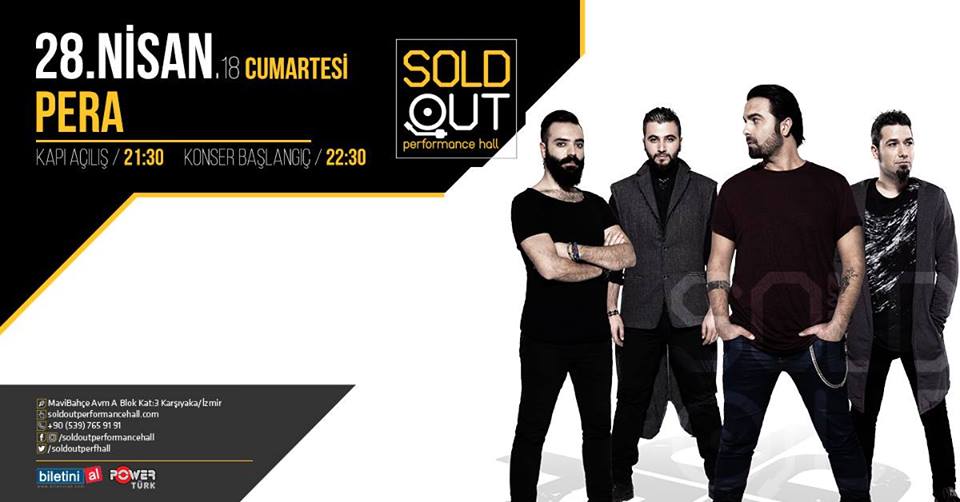 28.NİSAN.18 CUMARTESİ
PERA
KAPI AÇILIŞ / 21:30 KONSER BAŞLANGIÇ / 22:30
SOLD
OUT
performance hall
MaviBahçe Avm A Blok Kat:3 Karşıyaka/İzmir
soldoutperformancehall.com
+90 (539) 765 91 91
/soldoutperformancehall
/soldoutperfhall
biletini al
POWER
TÜRK
SOLD
OUT